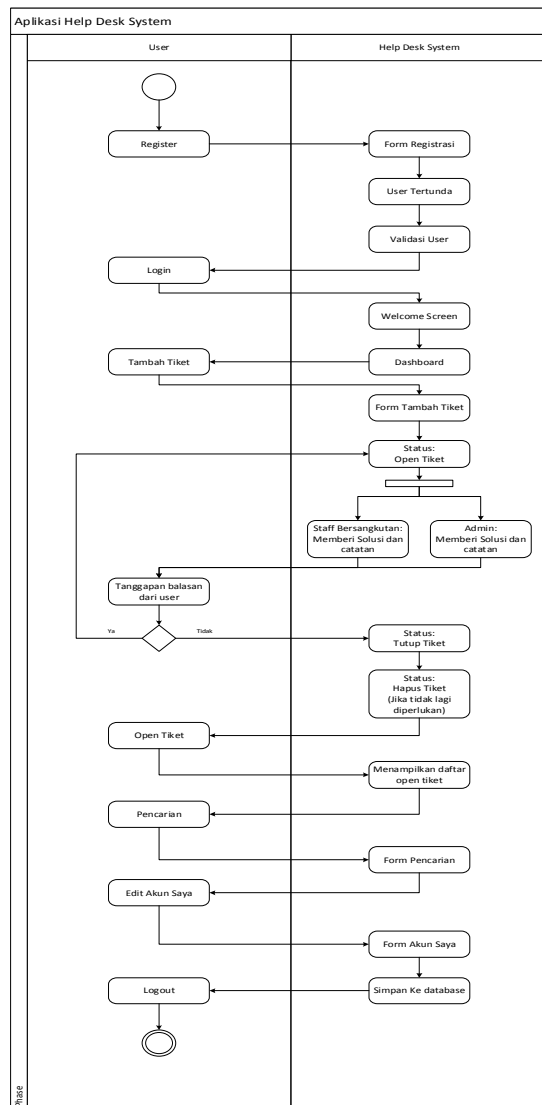 Aplikasi Help Desk System
User
Help Desk System
Register
Form Registrasi
User Tertunda
Validasi User
Login
Welcome Screen
Tambah Tiket
Dashboard
Form Tambah Tiket
Status:
Open Tiket
Staff Bersangkutan:
Memberi Solusi dan
catatan
Admin:
Memberi Solusi dan
catatan
Tanggapan balasan
dari user
Ya
Tidak
Status:
Tutup Tiket
Status:
Hapus Tiket
(Jika tidak lagi
diperlukan)
Open Tiket
Menampilkan daftar
open tiket
Pencarian
Form Pencarian
Edit Akun Saya
Form Akun Saya
Logout
Simpan Ke database
Phase